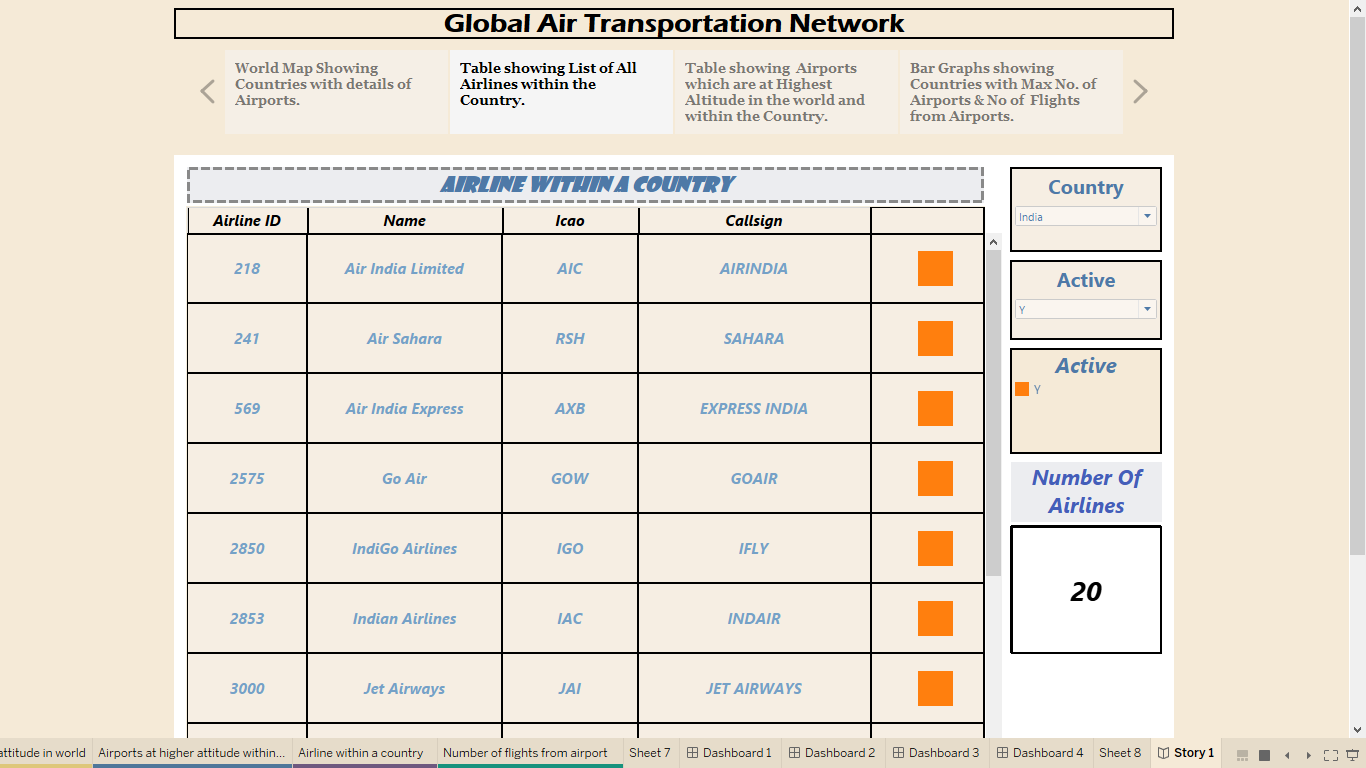 Global Air Transportation Network
World Map Showing
Countries with details of
Airports.
Table showing List of All
Airlines within the
Country.
Table showing Airports
which are at Highest
Altitude in the world and
within the Country.
Bar Graphs showing
Countries with Max No. of
Airports & No of Flights
from Airports.
AIRLINE WITHIN A COUNTRY
Airline ID Name Icao Callsign
218 Air India Limited AIC AIRINDIA
241 Air Sahara RSH SAHARA
569 Air India Express AXB EXPRESS INDIA
2575 Go Air GOW GOAIR
2850 IndiGo Airlines IGO IFLY
2853 Indian Airlines IAC INDAIR
3000 Jet Airways JAI JET AIRWAYS
Country
India
Active
Y
Active
Y
Number Of
Airlines
20
attitude in world Airports at higher attitude within... Airline within a country Number of flights from airport Sheet 7 Dashboard 1 Dashboard 2 Dashboard 3 Dashboard 4 Sheet 8 Story 1